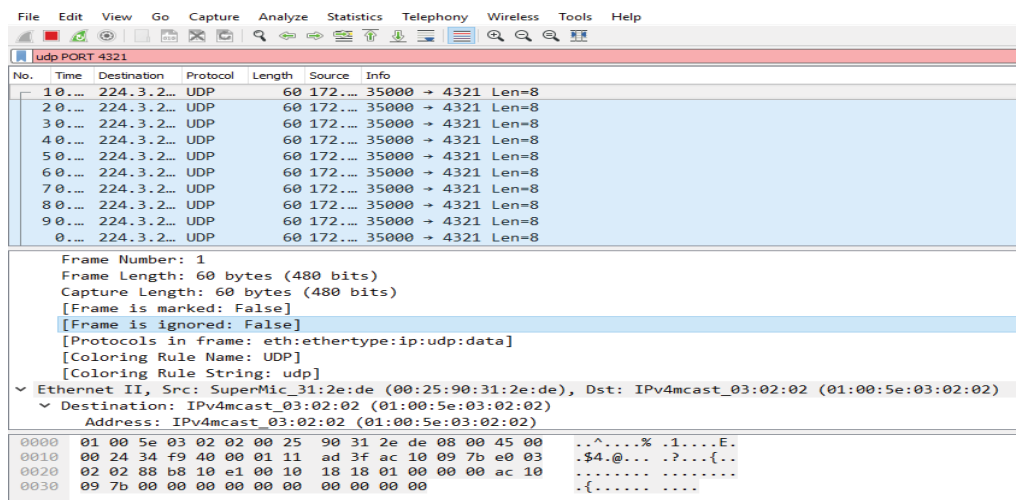 File Edit View Go Capture Analyze Statistics Telephony Wireless Tools Help
udp PORT 4321
No. Time Destination Protocol Length Source Info
1 0.… 224.3.2… UDP 60 172.… 35000 → 4321 Len=8
2 0.… 224.3.2… UDP 60 172.… 35000 → 4321 Len=8
3 0.… 224.3.2… UDP 60 172.… 35000 → 4321 Len=8
4 0.… 224.3.2… UDP 60 172.… 35000 → 4321 Len=8
5 0.… 224.3.2… UDP 60 172.… 35000 → 4321 Len=8
6 0.… 224.3.2… UDP 60 172.… 35000 → 4321 Len=8
7 0.… 224.3.2… UDP 60 172.… 35000 → 4321 Len=8
8 0.… 224.3.2… UDP 60 172.… 35000 → 4321 Len=8
9 0.… 224.3.2… UDP 60 172.… 35000 → 4321 Len=8
0.… 224.3.2… UDP 60 172.… 35000 → 4321 Len=8
Frame Number: 1
Frame Length: 60 bytes (480 bits)
Capture Length: 60 bytes (480 bits)
[Frame is marked: False]
[Frame is ignored: False]
[Protocols in frame: eth:ethertype:ip:udp:data]
[Coloring Rule Name: UDP]
[Coloring Rule String: udp]
Ethernet II, Src: SuperMic_31:2e:de (00:25:90:31:2e:de), Dst: IPv4mcast_03:02:02 (01:00:5e:03:02:02)
Destination: IPv4mcast_03:02:02 (01:00:5e:03:02:02)
Address: IPv4mcast_03:02:02 (01:00:5e:03:02:02)
0000 01 00 5e 03 02 02 00 25 90 31 2e de 08 00 45 00 ..^....% .1....E.
0010 00 24 34 f9 40 00 01 11 ad 3f ac 10 09 7b e0 03 .$4.@... .?...{..
0020 02 02 88 b8 10 e1 00 10 18 18 01 00 00 00 ac 10 ........ ........
0030 09 7b 00 00 00 00 00 00 00 00 00 00 .{...... ....